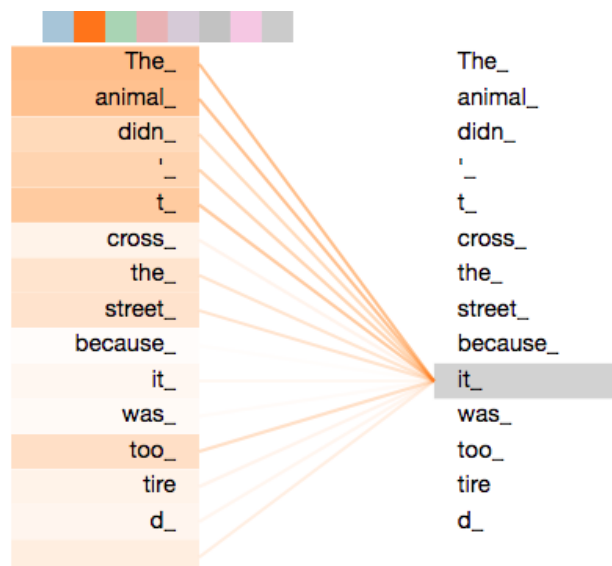 The_ The_
animal_ animal_
didn_ didn_
'_ '_
t_ t_
cross_ cross_
the_ the_
street_ street_
because_ because_
it_ it_
was_ was_
too_ too_
tire tire
d_ d_